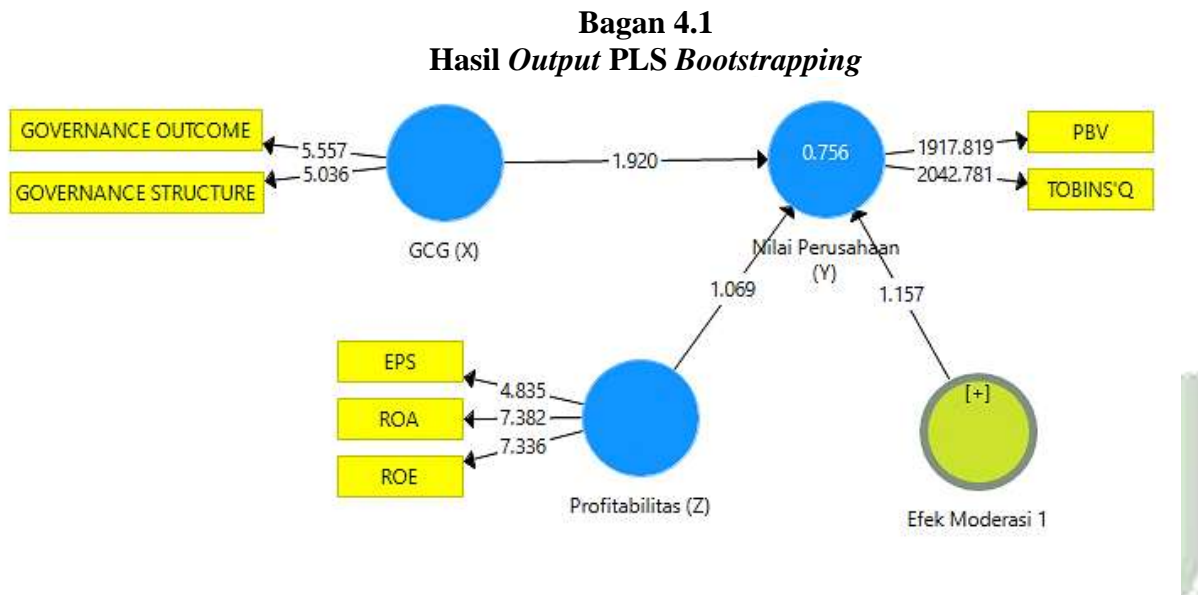 Bagan 4.1
Hasil Output PLS Bootstrapping
GOVERNANCE OUTCOME
GOVERNANCE STRUCTURE
5.557
5.036
GCG (X)
1.920
0.756
Nilai Perusahaan
(Y)
1917.819
2042.781
PBV
TOBINS'Q
1.069
1.157
EPS
ROA
ROE
4.835
7.382
7.336
Profitabilitas (Z)
[+]
Efek Moderasi 1